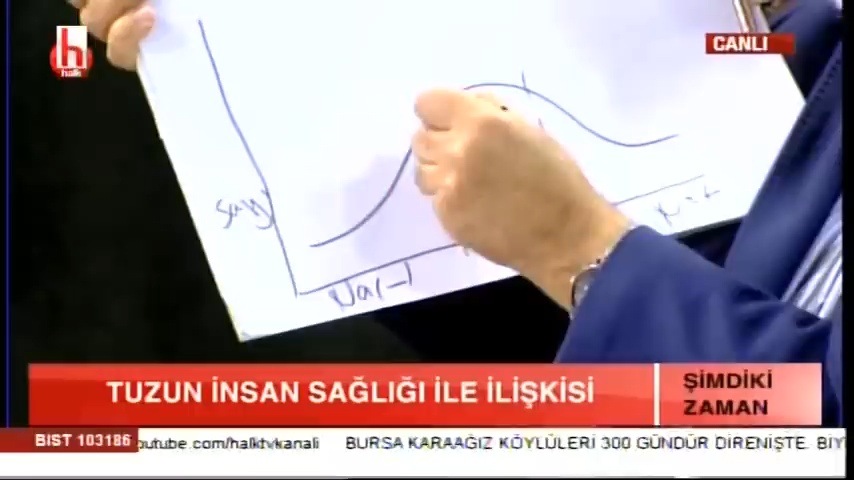 h
halk
CANLI
Sayı
TUZUN İNSAN SAĞLIĞI İLE İLİŞKİSİ
ŞİMDİKİ
ZAMAN
BIST 103186
outube.com/halktvkanali BURSA KARAAĞIZ KÖYLÜLERİ 300 GÜNDÜR DİRENİŞTE. BİY